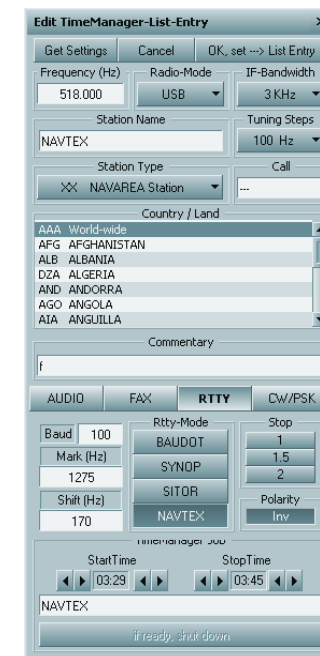 Edit TimeManager-List-Entry
Get Settings Cancel OK, set ---> List Entry
Frequency (Hz) Radio-Mode IF-Bandwidth
518.000 USB 3 KHz
Station Name Tuning Steps
NAVTEX 100 Hz
Station Type Call
XX NAVAREA Station ---
Country / Land
AAA World-wide
AFG AFGHANISTAN
ALB ALBANIA
DZA ALGERIA
AND ANDORRA
AGO ANGOLA
AIA ANGUILLA
Commentary
f
AUDIO FAX RTTY CW/PSK
Rtty-Mode Stop
Baud 100 BAUDOT 1
Mark (Hz) SYNOP 1.5
1275 SITOR 2
Shift (Hz) Polarity
170 NAVTEX Inv
TimeManager Job
StartTime StopTime
03:29 03:45
NAVTEX
if ready, shut down